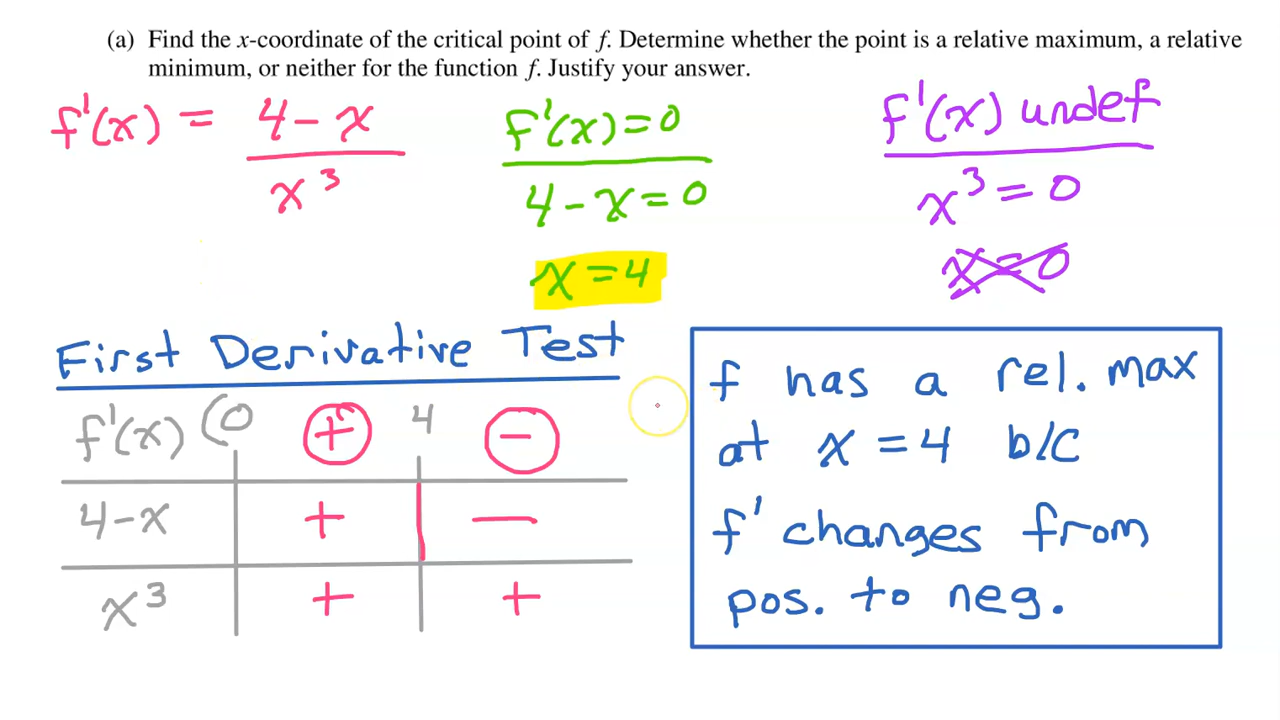 (a) Find the x-coordinate of the critical point of f. Determine whether the point is a relative maximum, a relative
minimum, or neither for the function f. Justify your answer.
f'(x) = 4-x
x³
f'(x)=0
4-x=0
x=4
f'(x) undef
x³=0
x=0
First Derivative Test
f'(x) (0 + 4 -
4-x + -
x³ + +
f has a rel. max
at x=4 b/c
f' changes from
pos. to neg.